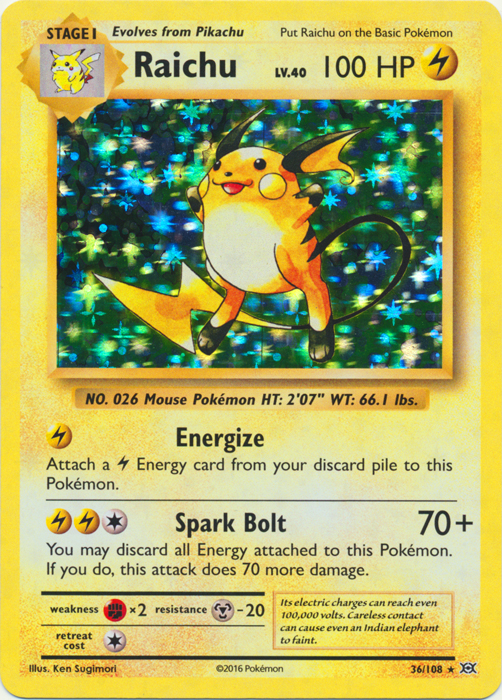 STAGE 1 Evolves from Pikachu Put Raichu on the Basic Pokémon
Raichu LV.40 100 HP
NO. 026 Mouse Pokémon HT: 2'07" WT: 66.1 lbs.
Energize
Attach a Energy card from your discard pile to this
Pokémon.
Spark Bolt 70+
You may discard all Energy attached to this Pokémon.
If you do, this attack does 70 more damage.
weakness ×2 resistance -20
retreat
cost
Its electric charges can reach even
100,000 volts. Careless contact
can cause even an Indian elephant
to faint.
Illus. Ken Sugimori ©2016 Pokémon 36/108 ★